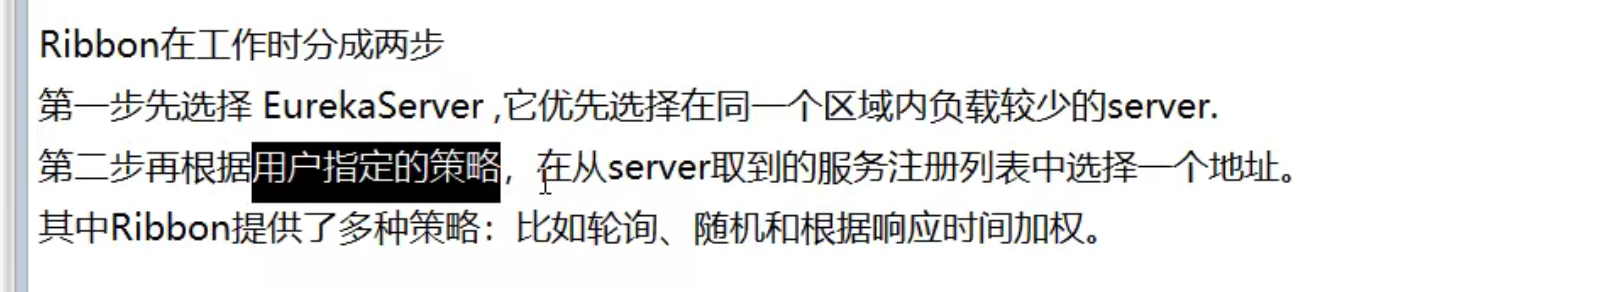 Ribbon在工作时分成两步
第一步先选择 EurekaServer ,它优先选择在同一个区域内负载较少的server.
第二步再根据用户指定的策略，在从server取到的服务注册列表中选择一个地址。
其中Ribbon提供了多种策略：比如轮询、随机和根据响应时间加权。